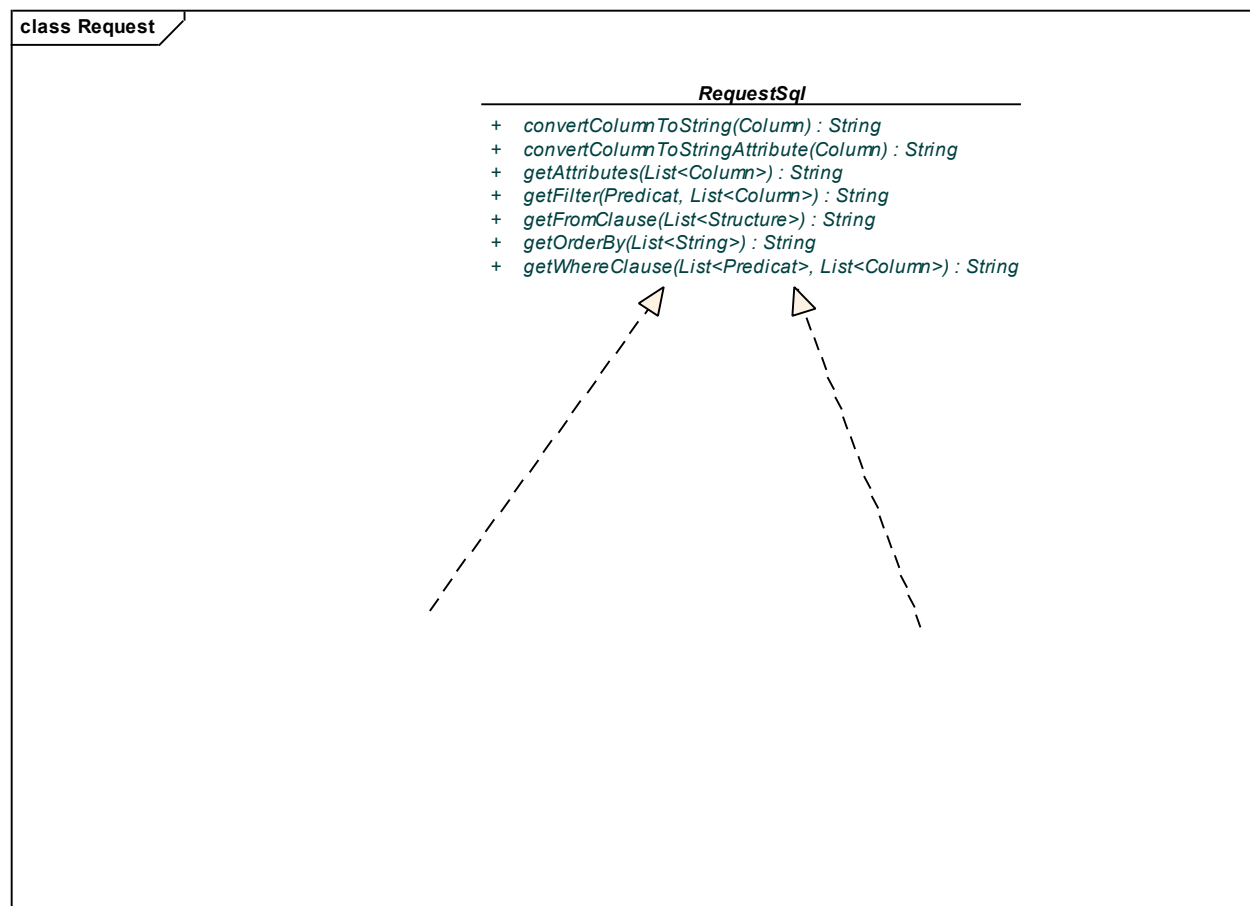 class Request
RequestSql
+ convertColumnToString(Column) : String
+ convertColumnToStringAttribute(Column) : String
+ getAttributes(List<Column>) : String
+ getFilter(Predicat, List<Column>) : String
+ getFromClause(List<Structure>) : String
+ getOrderBy(List<String>) : String
+ getWhereClause(List<Predicat>, List<Column>) : String